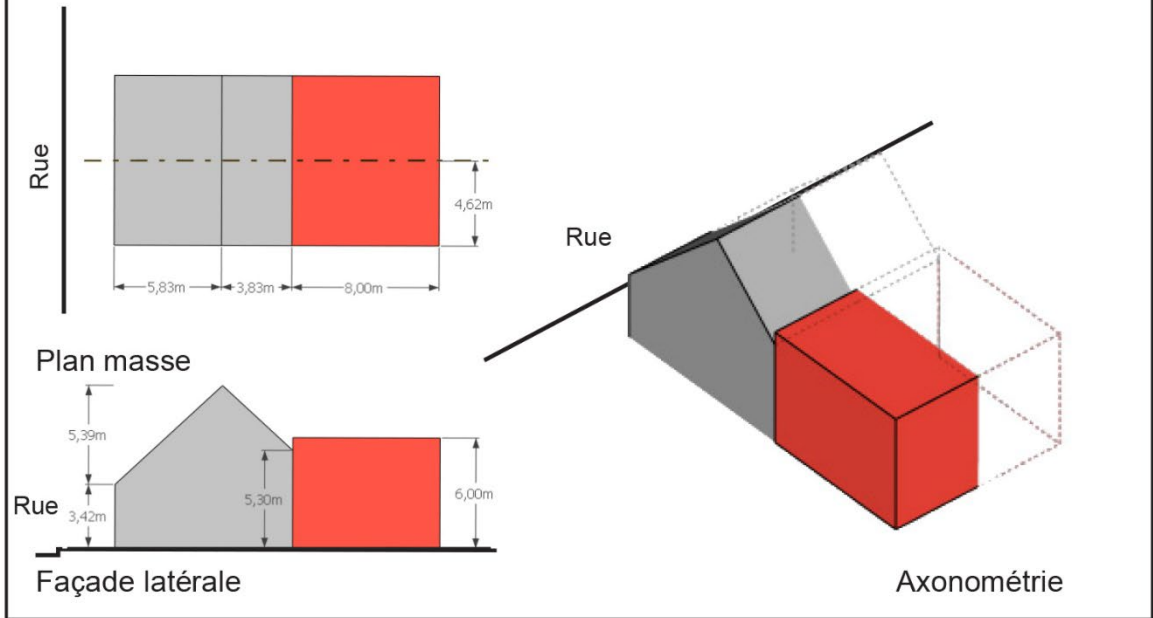 Rue
4,62m
5,83m
3,83m
8,00m
Plan masse
5,39m
3,42m
5,30m
6,00m
Rue
Façade latérale
Rue
Axonométrie